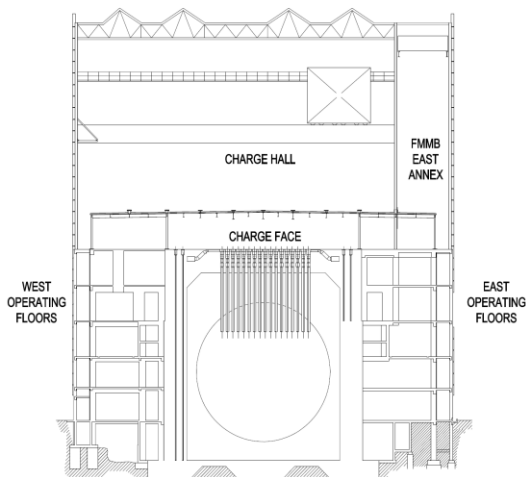 CHARGE HALL
FMMB
EAST
ANNEX
CHARGE FACE
WEST
OPERATING
FLOORS
EAST
OPERATING
FLOORS